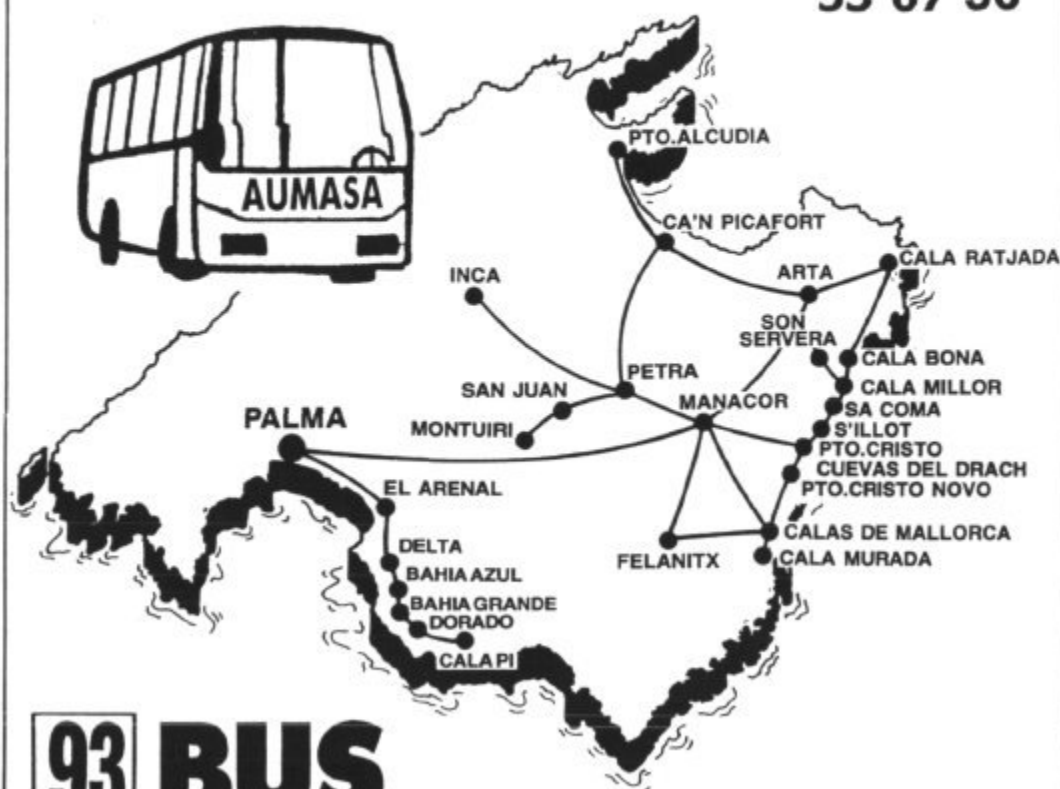 AUMASA
PTO.ALCUDIA
CA'N PICAFORT
CALA RATJADA
ARTA
INCA
SON
SERVERA
CALA BONA
PETRA
CALA MILLOR
SAN JUAN
MANACOR
SA COMA
PALMA
MONTUIRI
S'ILLOT
PTO.CRISTO
CUEVAS DEL DRACH
EL ARENAL
PTO.CRISTO NOVO
CALAS DE MALLORCA
DELTA
FELANITX
CALA MURADA
BAHIA AZUL
BAHIA GRANDE
DORADO
CALA PI
93 BUS